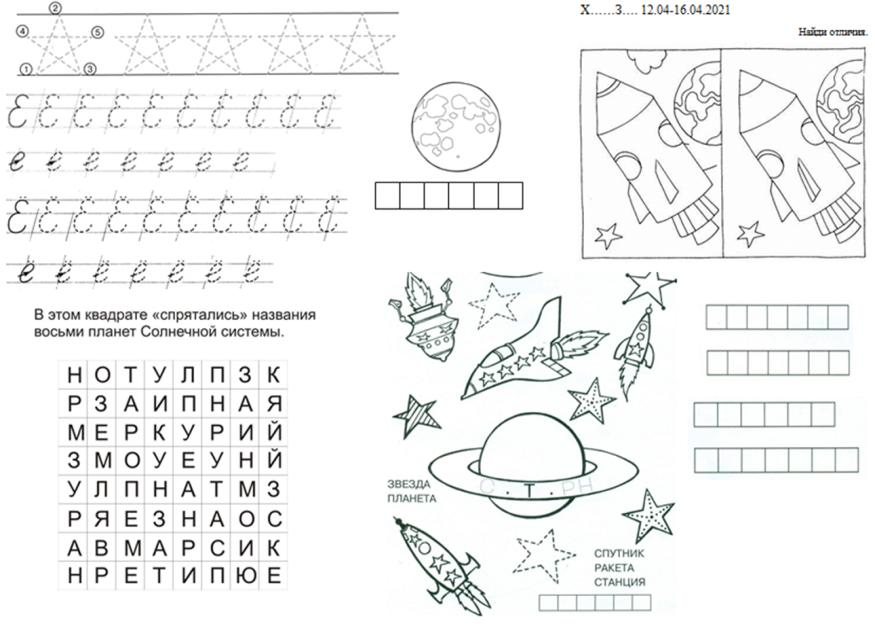 Х……З…. 12.04-16.04.2021
Найди отличия.
② 
④ ⑤
① ③
Е Е Е Е Е Е Е Е Е Е
е е е е е е е
Ё Ё Ё Ё Ё Ё Ё Ё Ё Ё
ё ё ё ё ё ё ё
В этом квадрате «спрятались» названия
восьми планет Солнечной системы.
Н О Т У Л П З К
Р З А И П Н А Я
М Е Р К У Р И Й
З М О У Е У Н Й
У Л П Н А Т М З
Р Я Е З Н А О С
А В М А Р С И К
Н Р Е Т И П Ю Е
ЗВЕЗДА
ПЛАНЕТА
С . Т . РН
СПУТНИК
РАКЕТА
СТАНЦИЯ